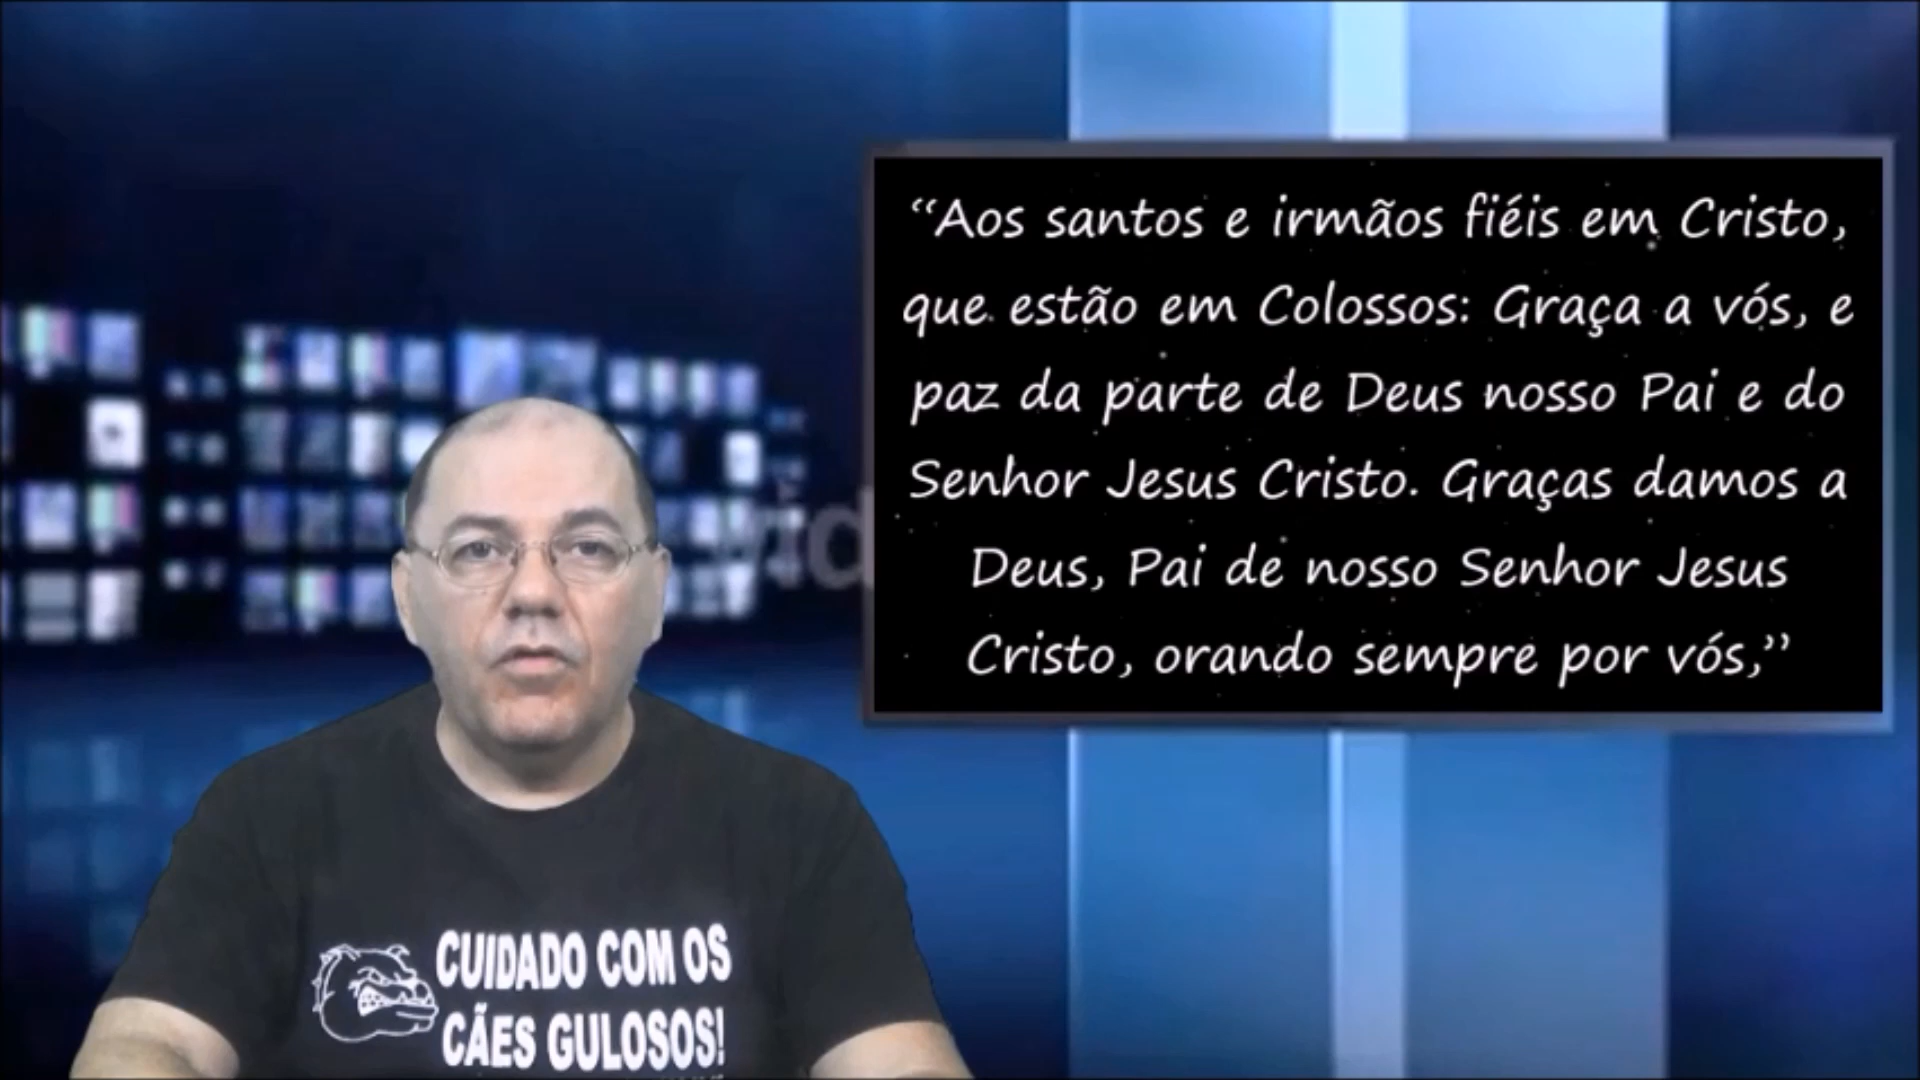 “Aos santos e irmãos fiéis em Cristo,
que estão em Colossos: Graça a vós, e
paz da parte de Deus nosso Pai e do
Senhor Jesus Cristo. Graças damos a
Deus, Pai de nosso Senhor Jesus
Cristo, orando sempre por vós,”
CUIDADO COM OS
CÃES GULOSOS!